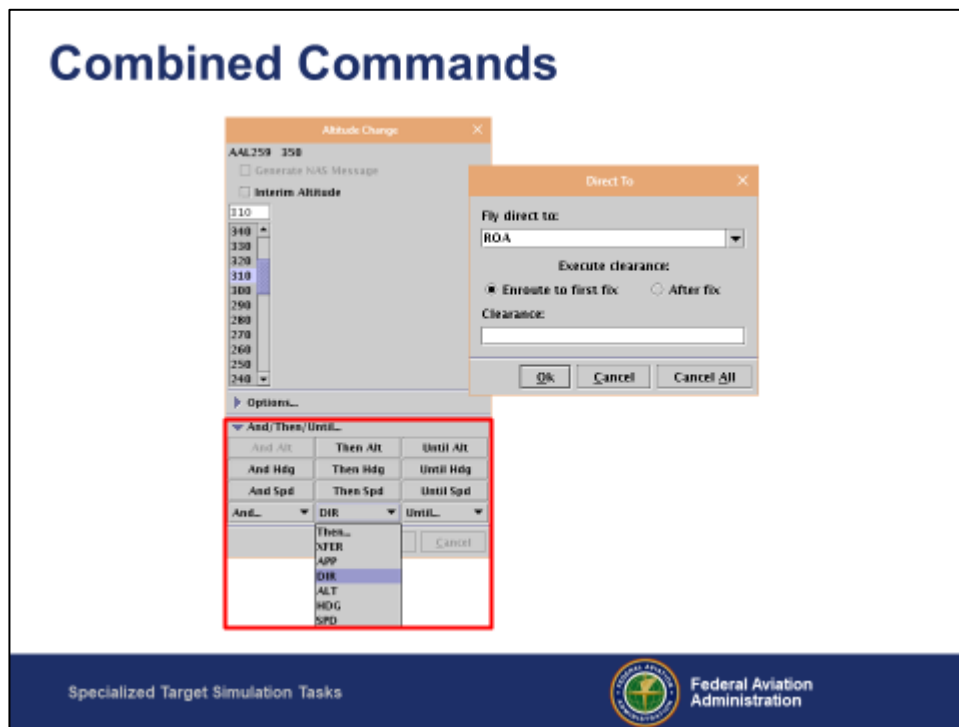 Combined Commands
Altitude Change ×
AAL259 350
Generate NAS Message
Interim Altitude
310
340
330
320
310
300
290
280
270
260
250
240
Options...
And/Then/Until...
And Alt Then Alt Until Alt
And Hdg Then Hdg Until Hdg
And Spd Then Spd Until Spd
And... DIR Until...
Then...
XFER
APP
DIR
ALT
HDG
SPD
Cancel
Direct To ×
Fly direct to:
ROA
Execute clearance:
Enroute to first fix After fix
Clearance:
Ok Cancel Cancel All
Specialized Target Simulation Tasks
Federal Aviation
Administration